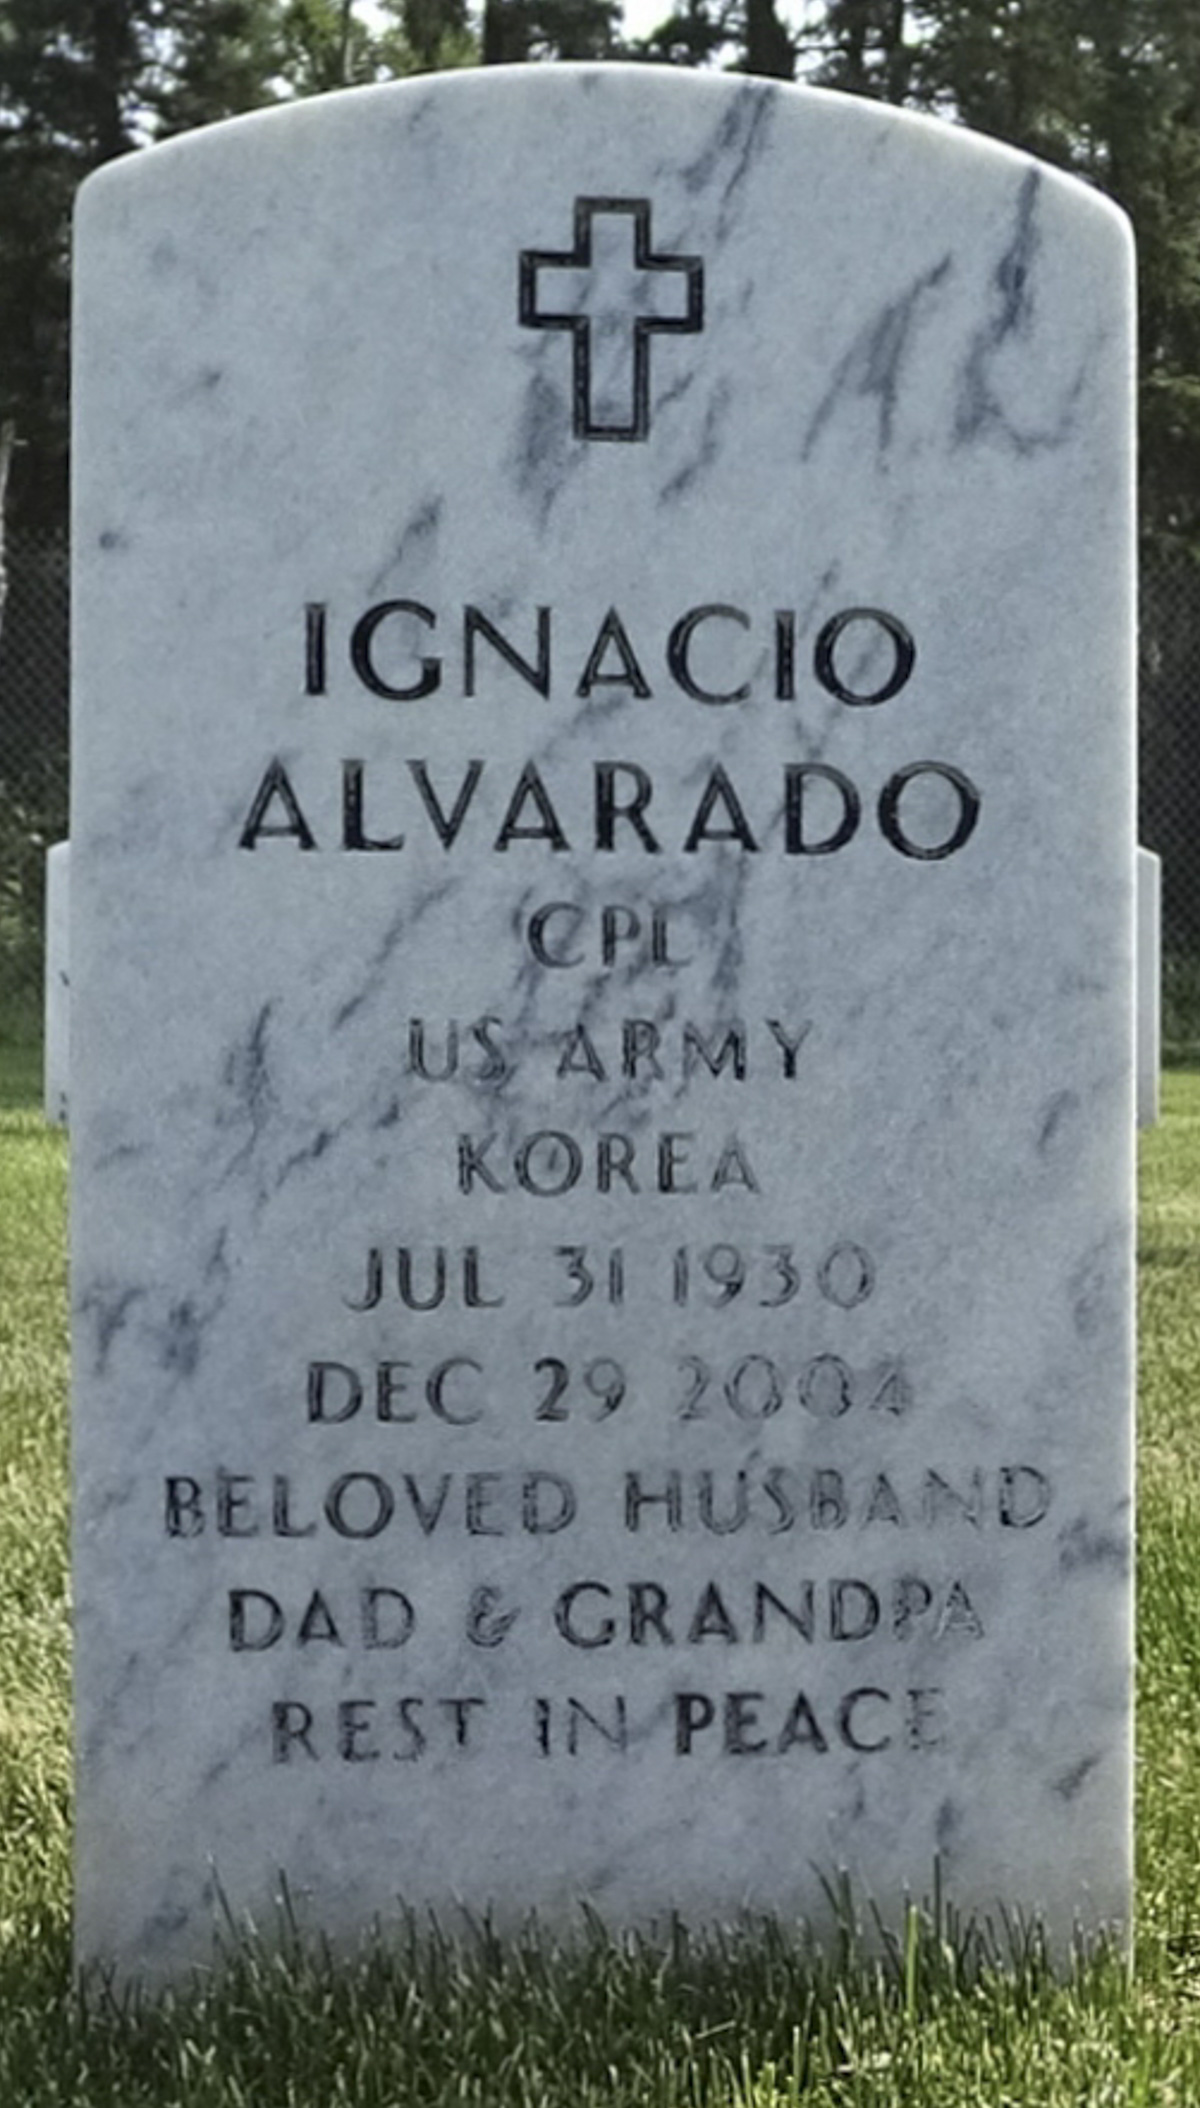 IGNACIO
ALVARADO
CPL
US ARMY
KOREA
JUL 31 1930
DEC 29 2004
BELOVED HUSBAND
DAD & GRANDPA
REST IN PEACE